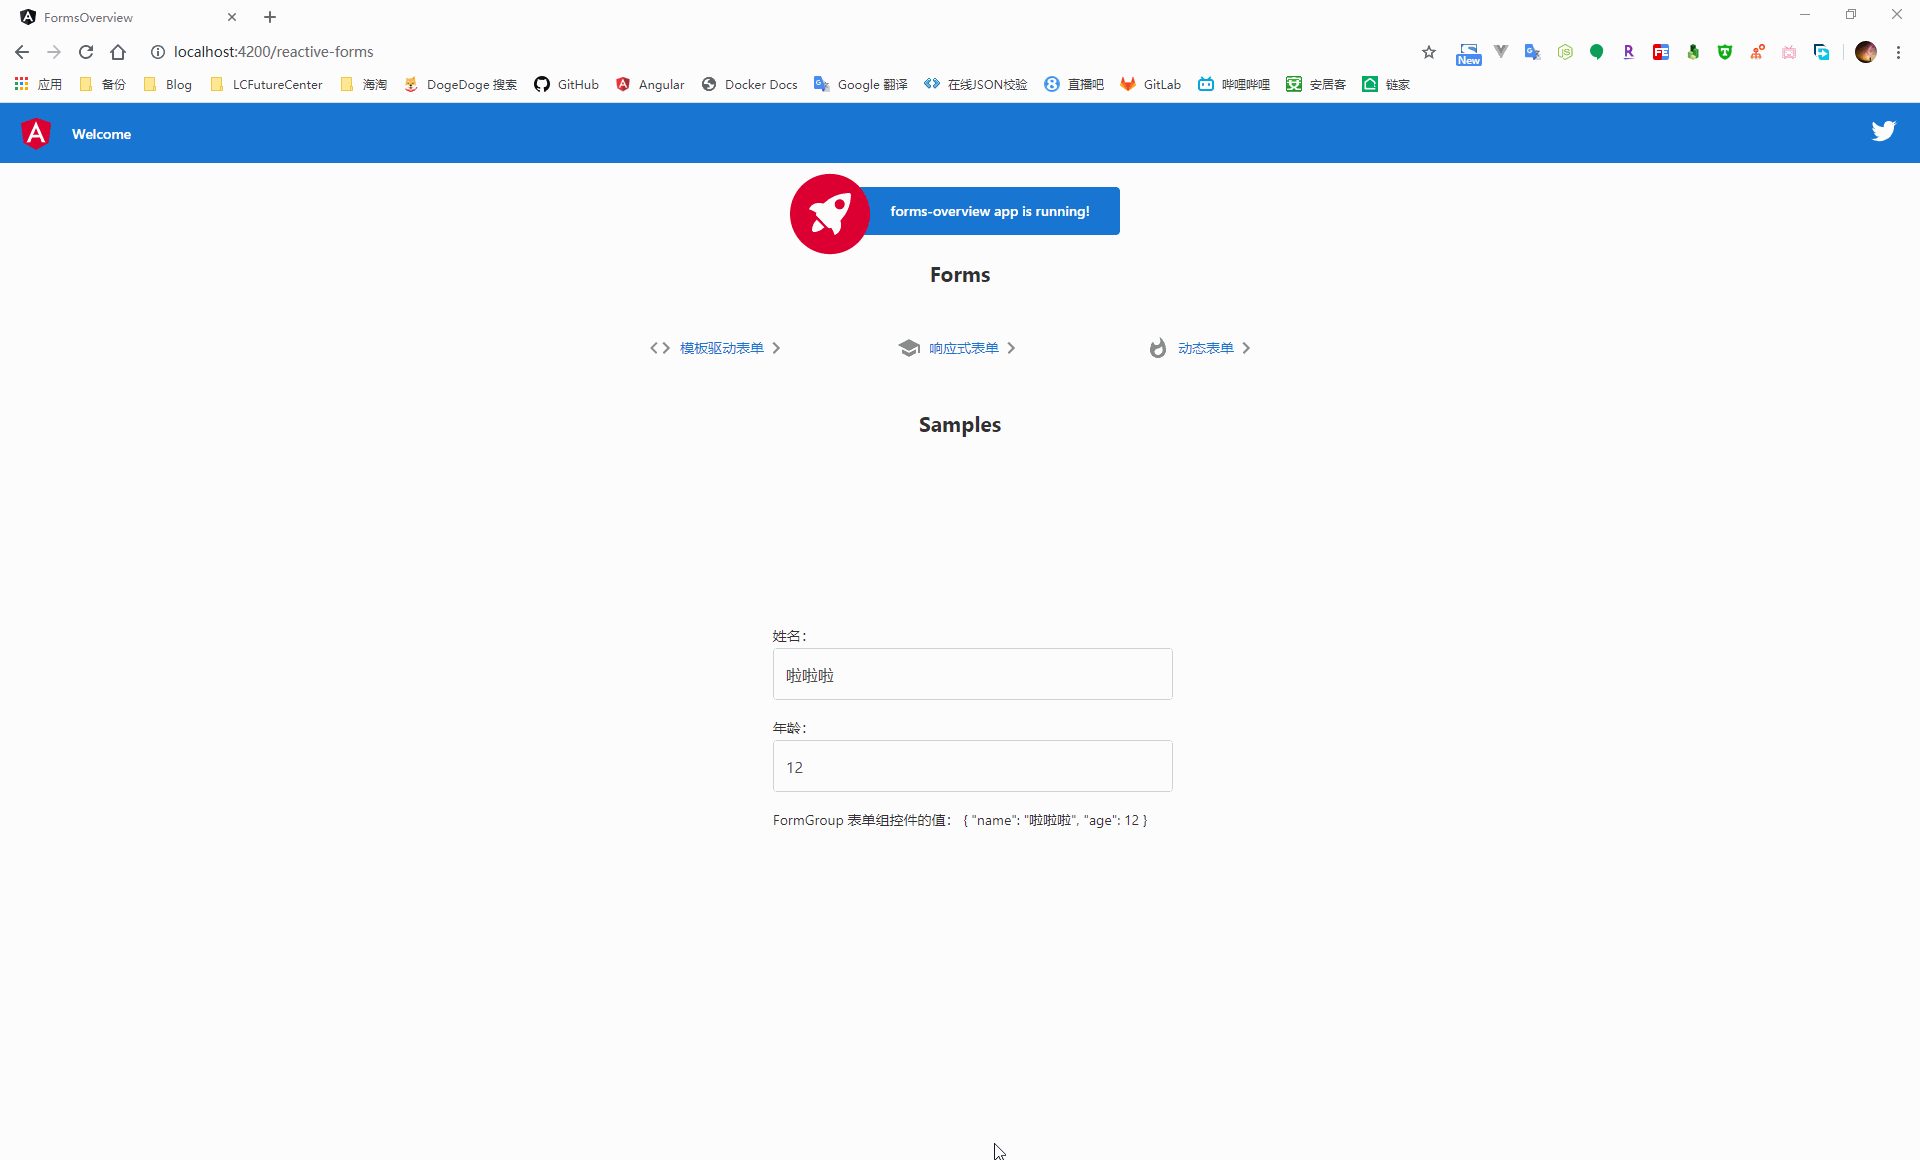 FormsOverview
localhost:4200/reactive-forms
New
应用 备份 Blog LCFutureCenter 海淘 DogeDoge 搜索 GitHub Angular Docker Docs Google 翻译 在线JSON校验 直播吧 GitLab 哔哩哔哩 安居客 链家
Welcome
forms-overview app is running!
Forms
模板驱动表单 响应式表单 动态表单
Samples
姓名：
啦啦啦
年龄：
12
FormGroup 表单组控件的值： { "name": "啦啦啦", "age": 12 }